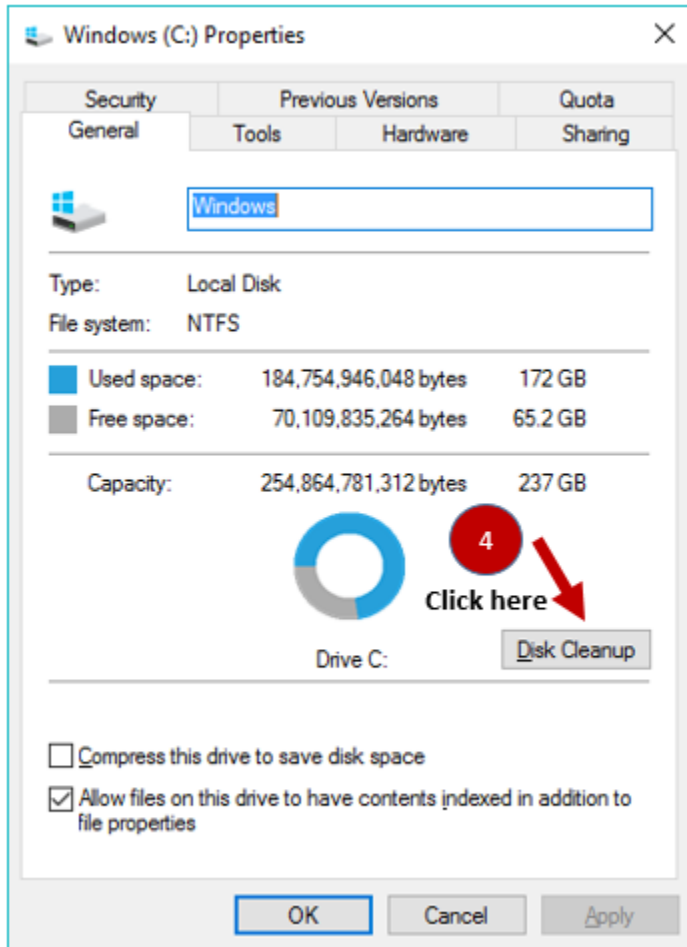 Windows (C:) Properties
Security Previous Versions Quota
General Tools Hardware Sharing
Windows
Type: Local Disk
File system: NTFS
Used space: 184,754,946,048 bytes 172 GB
Free space: 70,109,835,264 bytes 65.2 GB
Capacity: 254,864,781,312 bytes 237 GB
4
Click here
Drive C: Disk Cleanup
Compress this drive to save disk space
Allow files on this drive to have contents indexed in addition to
file properties
OK Cancel Apply